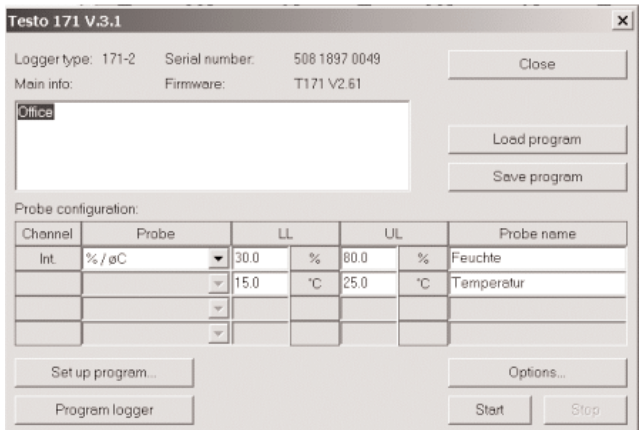 Testo 171 V.3.1
Logger type: 171-2 Serial number: 508 1897 0049
Close
Main info: Firmware: T171 V2.61
Office
Load program
Save program
Probe configuration:
Channel Probe LL UL Probe name
Int. % / øC 30.0 % 80.0 % Feuchte
15.0 °C 25.0 °C Temperatur
Set up program... Options...
Program logger Start Stop